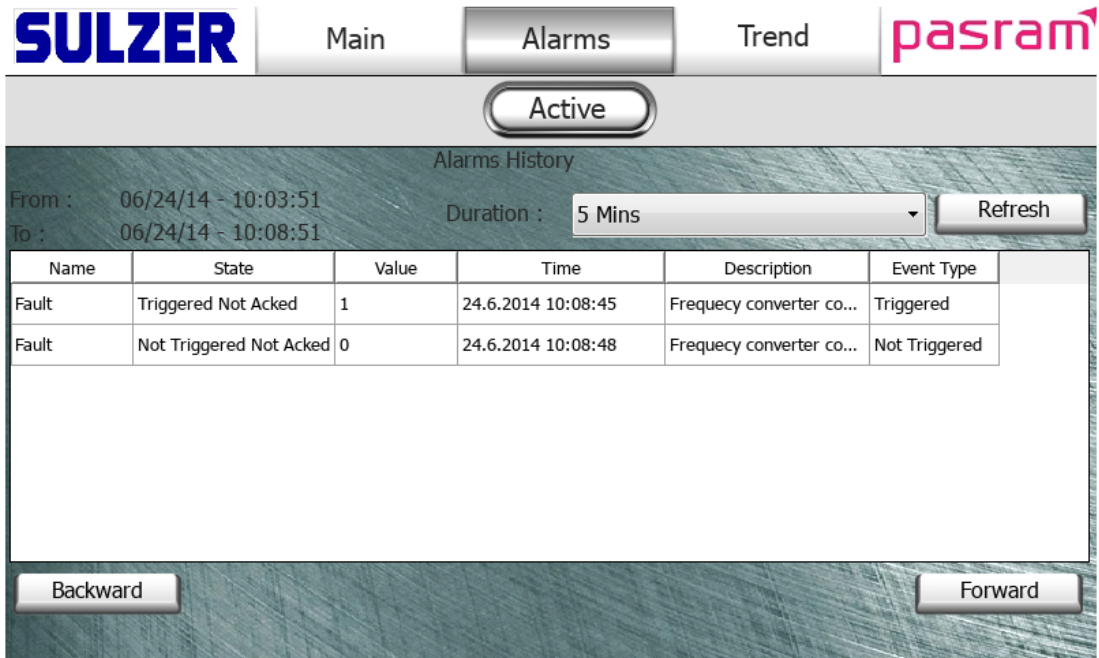 SULZER Main Alarms Trend pasram
Active
Alarms History
From : 06/24/14 - 10:03:51
Duration : 5 Mins Refresh
To : 06/24/14 - 10:08:51
Name State Value Time Description Event Type
Fault Triggered Not Acked 1 24.6.2014 10:08:45 Frequecy converter co... Triggered
Fault Not Triggered Not Acked 0 24.6.2014 10:08:48 Frequecy converter co... Not Triggered
Backward Forward